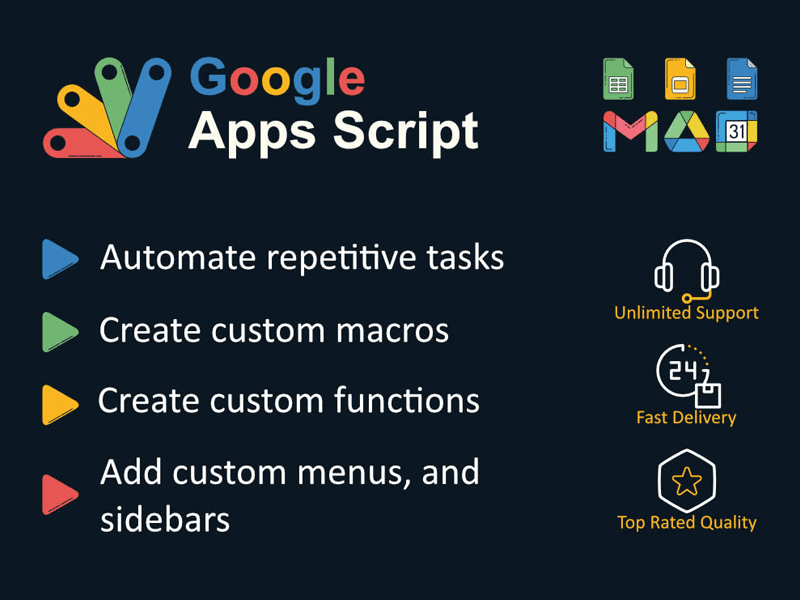 Google
Apps Script
31
Automate repetitive tasks
Create custom macros
Create custom functions
Add custom menus, and
sidebars
Unlimited Support
24
Fast Delivery
Top Rated Quality